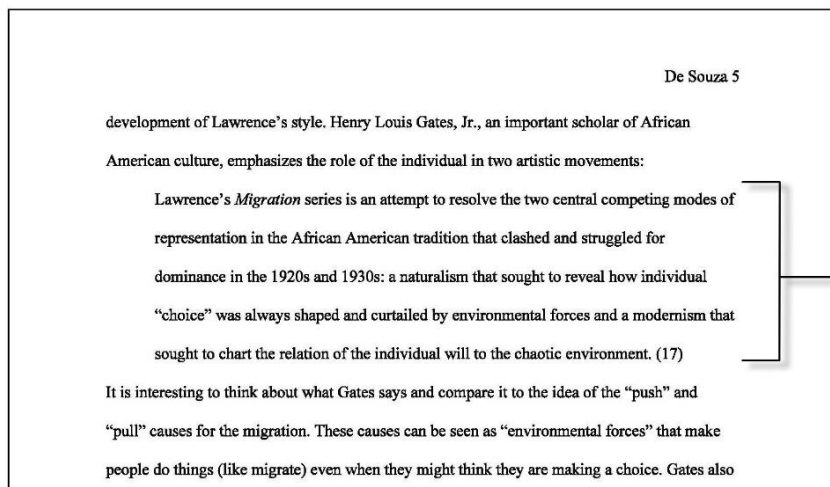 De Souza 5
development of Lawrence’s style. Henry Louis Gates, Jr., an important scholar of African
American culture, emphasizes the role of the individual in two artistic movements:
Lawrence’s Migration series is an attempt to resolve the two central competing modes of
representation in the African American tradition that clashed and struggled for
dominance in the 1920s and 1930s: a naturalism that sought to reveal how individual
“choice” was always shaped and curtailed by environmental forces and a modernism that
sought to chart the relation of the individual will to the chaotic environment. (17)
It is interesting to think about what Gates says and compare it to the idea of the “push” and
“pull” causes for the migration. These causes can be seen as “environmental forces” that make
people do things (like migrate) even when they might think they are making a choice. Gates also